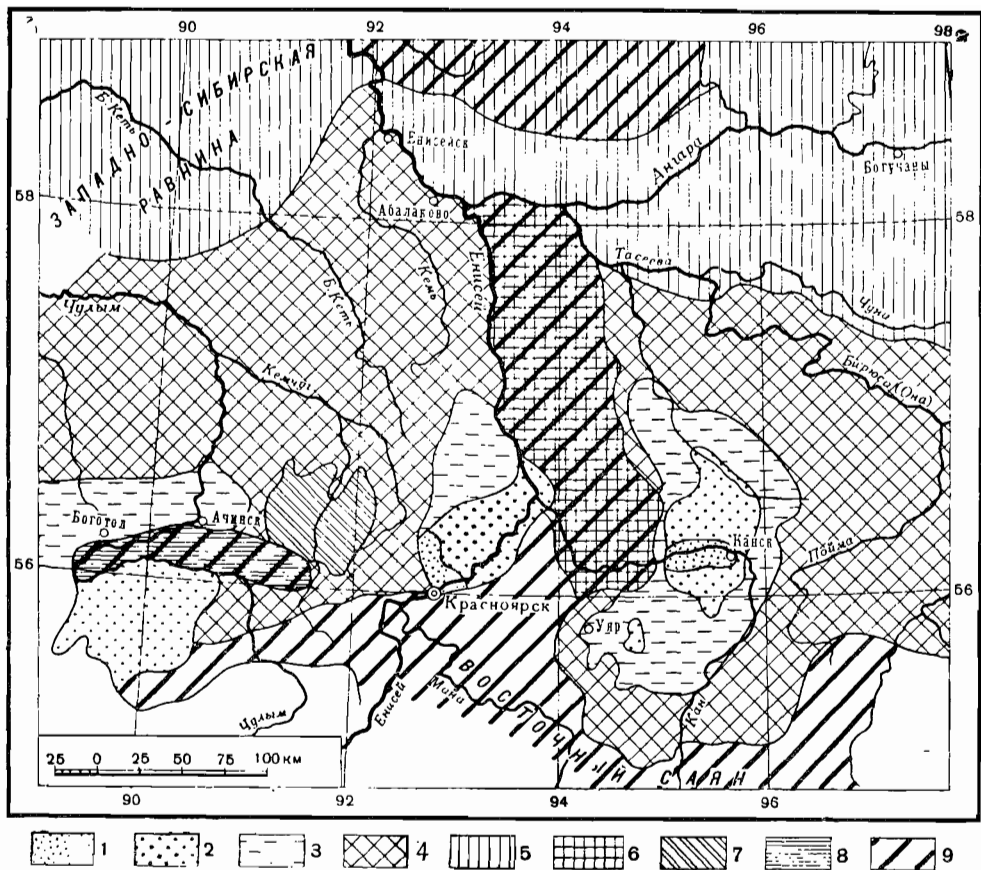 90 92 94 96 98
ЗАПАДНО-СИБИРСКАЯ
РАВНИНА
Б.Кеть
Енисейск
Ангара
Богучаны
58 58
Абалаково
Енисей
Кемь
Б.Кеть
Тасеева
Чуна
Чулым
Бирюса (Она)
Кемчуг
Боготол
Ачинск
Канск
Пойма
56 56
Красноярск
Уяр
ВОСТОЧНЫЙ САЯН
Мана
Енисей
Чулым
Кан
25 0 25 50 75 100 км
90 92 94 96
1 2 3 4 5 6 7 8 9